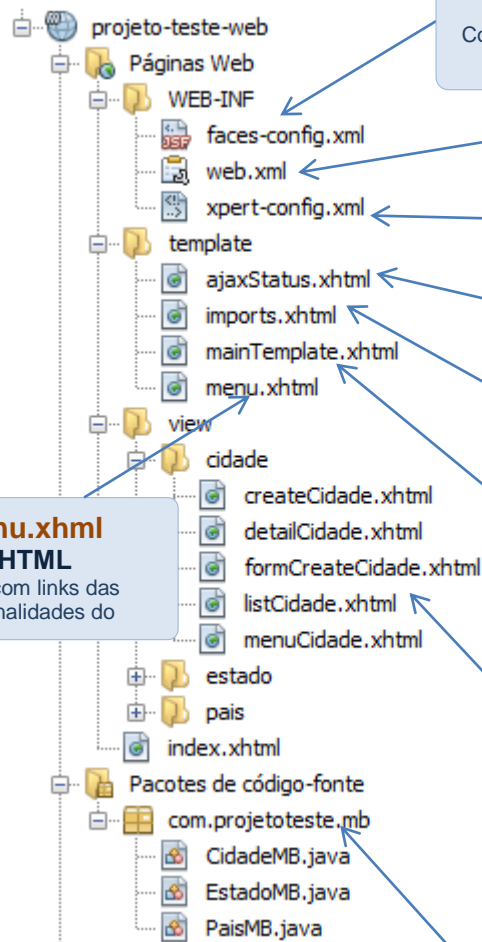 Co
projeto-teste-web
Páginas Web
WEB-INF
faces-config.xml
web.xml
xpert-config.xml
template
ajaxStatus.xhtml
imports.xhtml
mainTemplate.xhtml
menu.xhtml
view
cidade
createCidade.xhtml
nu.xhml
detailCidade.xhtml
HTML
formCreateCidade.xhtml
com links das
listCidade.xhtml
nalidades do
menuCidade.xhtml
estado
pais
index.xhtml
Pacotes de código-fonte
com.projetoteste.mb
CidadeMB.java
EstadoMB.java
PaisMB.java